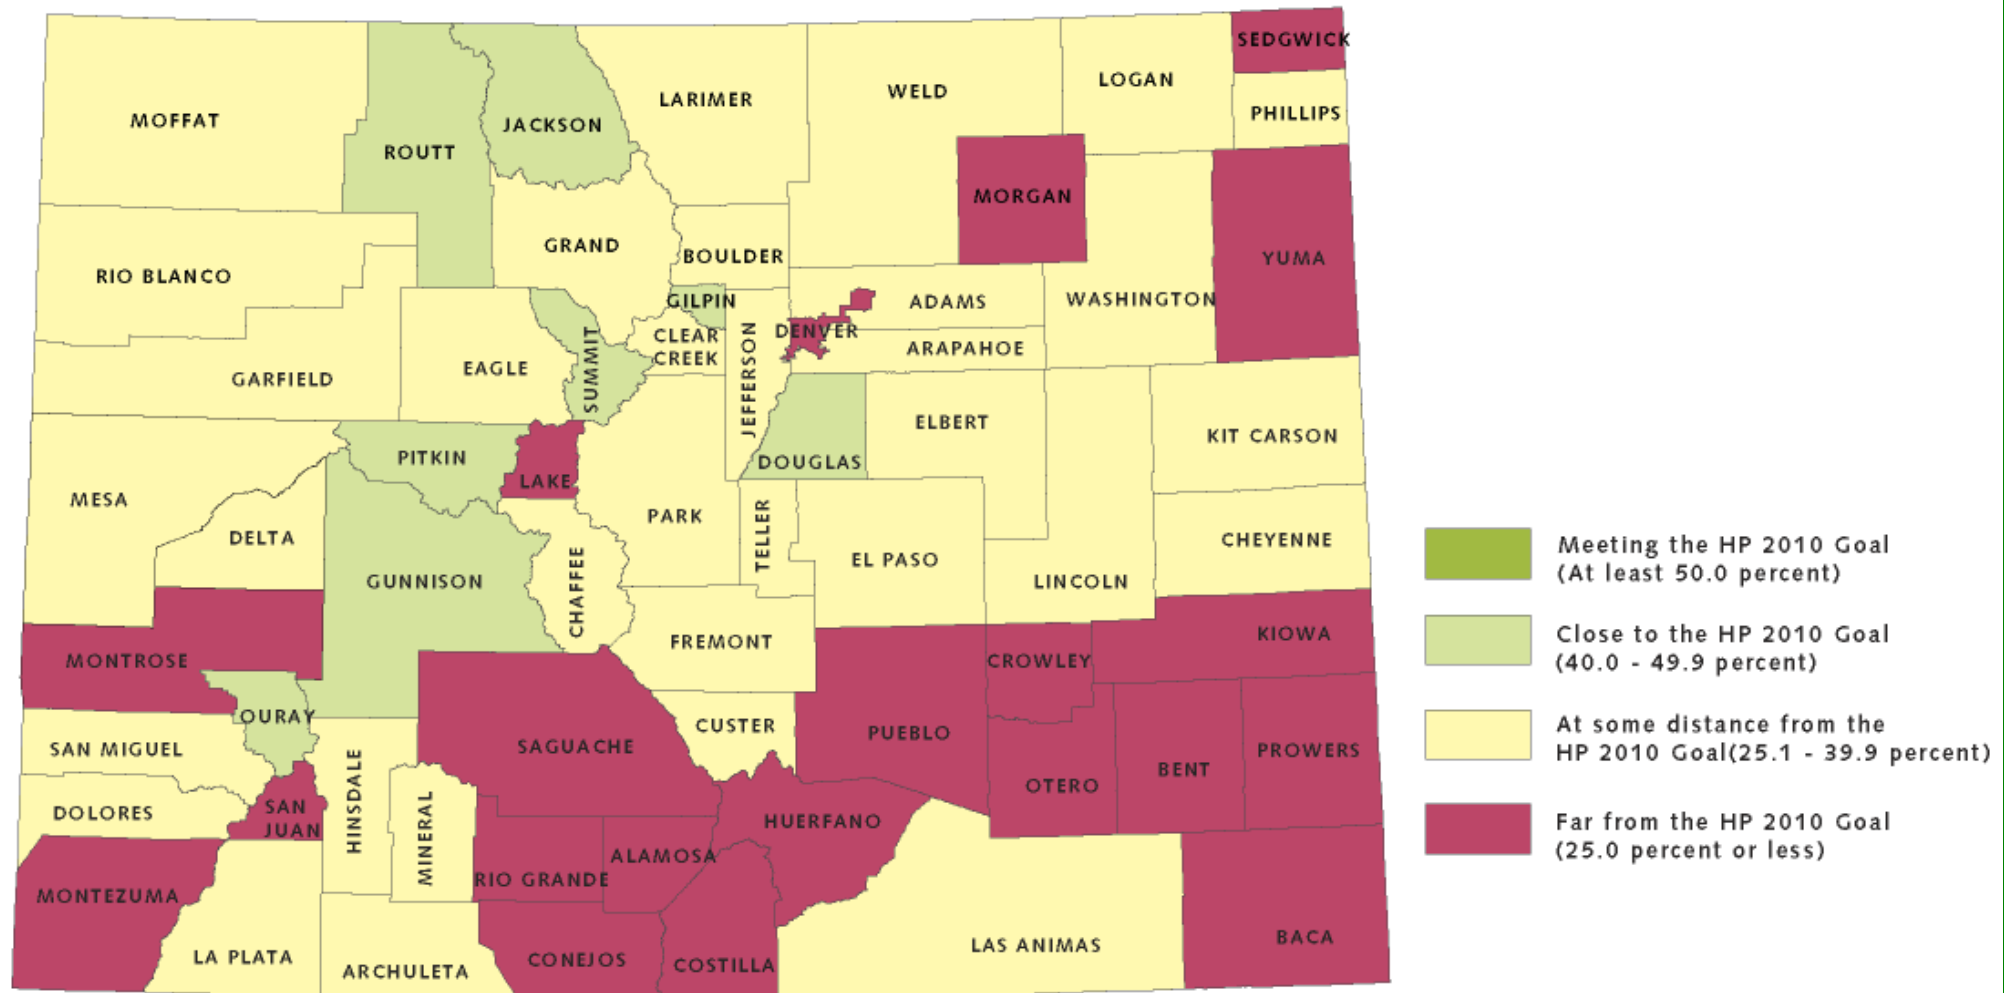 SEDGWICK
LOGAN
WELD
LARIMER
PHILLIPS
MOFFAT
JACKSON
ROUTT
MORGAN
GRAND
BOULDER
YUMA
RIO BLANCO
GILPIN
ADAMS
WASHINGTON
CLEAR
CREEK
DENVER
ARAPAHOE
SUMMIT
JEFFERSON
EAGLE
GARFIELD
ELBERT
KIT CARSON
PITKIN
DOUGLAS
LAKE
MESA
PARK
TELLER
DELTA
CHEYENNE
EL PASO
GUNNISON
LINCOLN
CHAFFEE
FREMONT
KIOWA
MONTROSE
CROWLEY
OURAY
CUSTER
PUEBLO
SAN MIGUEL
SAGUACHE
PROWERS
BENT
OTERO
HINSDALE
DOLORES
SAN
JUAN
MINERAL
HUERFANO
ALAMOSA
RIO GRANDE
MONTEZUMA
LAS ANIMAS
BACA
LA PLATA
ARCHULETA
CONEJOS
COSTILLA
Meeting the HP 2010 Goal
(At least 50.0 percent)
Close to the HP 2010 Goal
(40.0 - 49.9 percent)
At some distance from the
HP 2010 Goal(25.1 - 39.9 percent)
Far from the HP 2010 Goal
(25.0 percent or less)